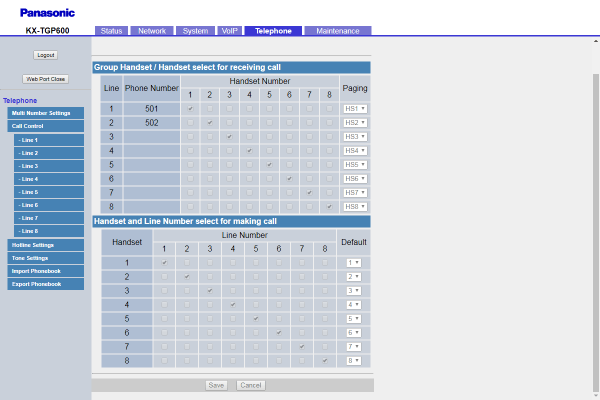 Panasonic
KX-TGP600
Status Network System VoIP Telephone Maintenance
Logout
Web Port Close
Telephone
Multi Number Settings
Call Control
- Line 1
- Line 2
- Line 3
- Line 4
- Line 5
- Line 6
- Line 7
- Line 8
Hotline Settings
Tone Settings
Import Phonebook
Export Phonebook
Group Handset / Handset select for receiving call
Line Phone Number Handset Number Paging
1 2 3 4 5 6 7 8
1 501 HS1
2 502 HS2
3 HS3
4 HS4
5 HS5
6 HS6
7 HS7
8 HS8
Handset and Line Number select for making call
Handset Line Number Default
1 2 3 4 5 6 7 8
1 1
2 2
3 3
4 4
5 5
6 6
7 7
8 8
Save Cancel